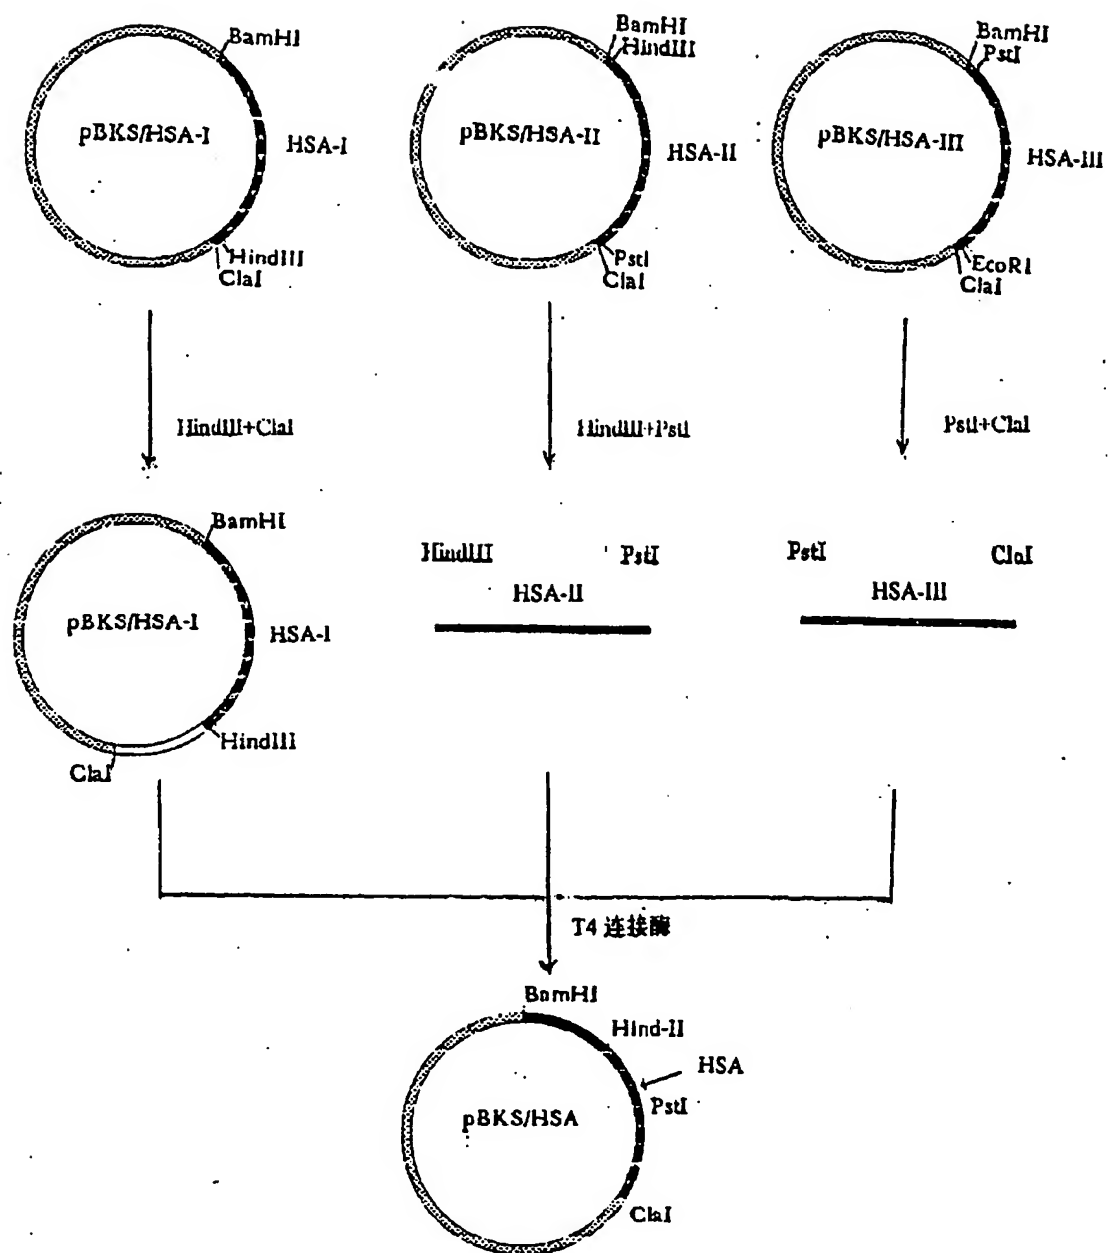 BamHI
pBKS/HSA-I
HSA-I
HindIII
ClaI
BamHI
HindIII
pBKS/HSA-II
HSA-II
PstI
ClaI
BamHI
PstI
pBKS/HSA-III
HSA-III
EcoRI
ClaI
HindIII+ClaI
HindIII+PstI
PstI+ClaI
BamHI
pBKS/HSA-I
HSA-I
HindIII
ClaI
HindIII
PstI
HSA-II
PstI
ClaI
HSA-III
T4 连接酶
BamHI
Hind-II
HSA
PstI
pBKS/HSA
ClaI